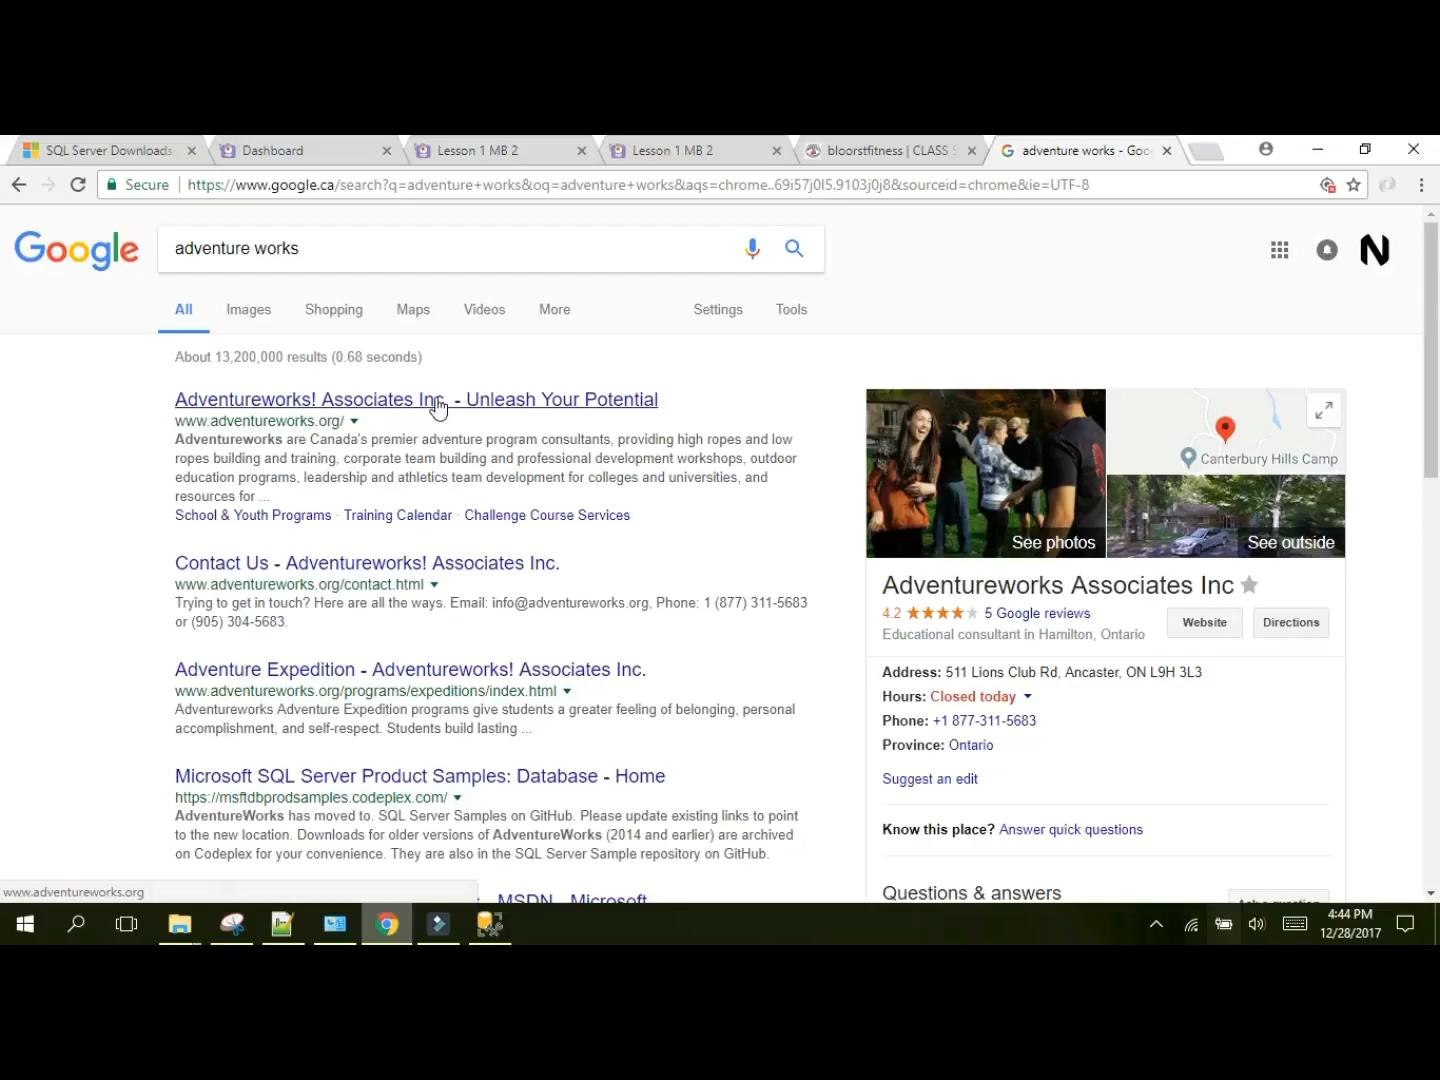 SQL Server Downloads
Dashboard
Lesson 1 MB 2
Lesson 1 MB 2
bloorstfitness | CLASS S
adventure works - Goo
Secure
https://www.google.ca/search?q=adventure+works&oq=adventure+works&aqs=chrome..69i57j0l5.9103j0j8&sourceid=chrome&ie=UTF-8
Google
adventure works
N
All
Images
Shopping
Maps
Videos
More
Settings
Tools
About 13,200,000 results (0.68 seconds)
Adventureworks! Associates Inc. - Unleash Your Potential
www.adventureworks.org/
Adventureworks are Canada's premier adventure program consultants, providing high ropes and low
ropes building and training, corporate team building and professional development workshops, outdoor
education programs, leadership and athletics team development for colleges and universities, and
resources for ...
School & Youth Programs · Training Calendar · Challenge Course Services
Contact Us - Adventureworks! Associates Inc.
www.adventureworks.org/contact.html
Trying to get in touch? Here are all the ways. Email: info@adventureworks.org, Phone: 1 (877) 311-5683
or (905) 304-5683.
Adventure Expedition - Adventureworks! Associates Inc.
www.adventureworks.org/programs/expeditions/index.html
Adventureworks Adventure Expedition programs give students a greater feeling of belonging, personal
accomplishment, and self-respect. Students build lasting ...
Microsoft SQL Server Product Samples: Database - Home
https://msftdbprodsamples.codeplex.com/
AdventureWorks has moved to. SQL Server Samples on GitHub. Please update existing links to point
to the new location. Downloads for older versions of AdventureWorks (2014 and earlier) are archived
on Codeplex for your convenience. They are also in the SQL Server Sample repository on GitHub.
MSDN - Microsoft
www.adventureworks.org
Canterbury Hills Camp
See photos
See outside
Adventureworks Associates Inc
4.2
5 Google reviews
Educational consultant in Hamilton, Ontario
Website
Directions
Address: 511 Lions Club Rd, Ancaster, ON L9H 3L3
Hours: Closed today
Phone: +1 877-311-5683
Province: Ontario
Suggest an edit
Know this place? Answer quick questions
Questions & answers
Ask a question
4:44 PM
12/28/2017